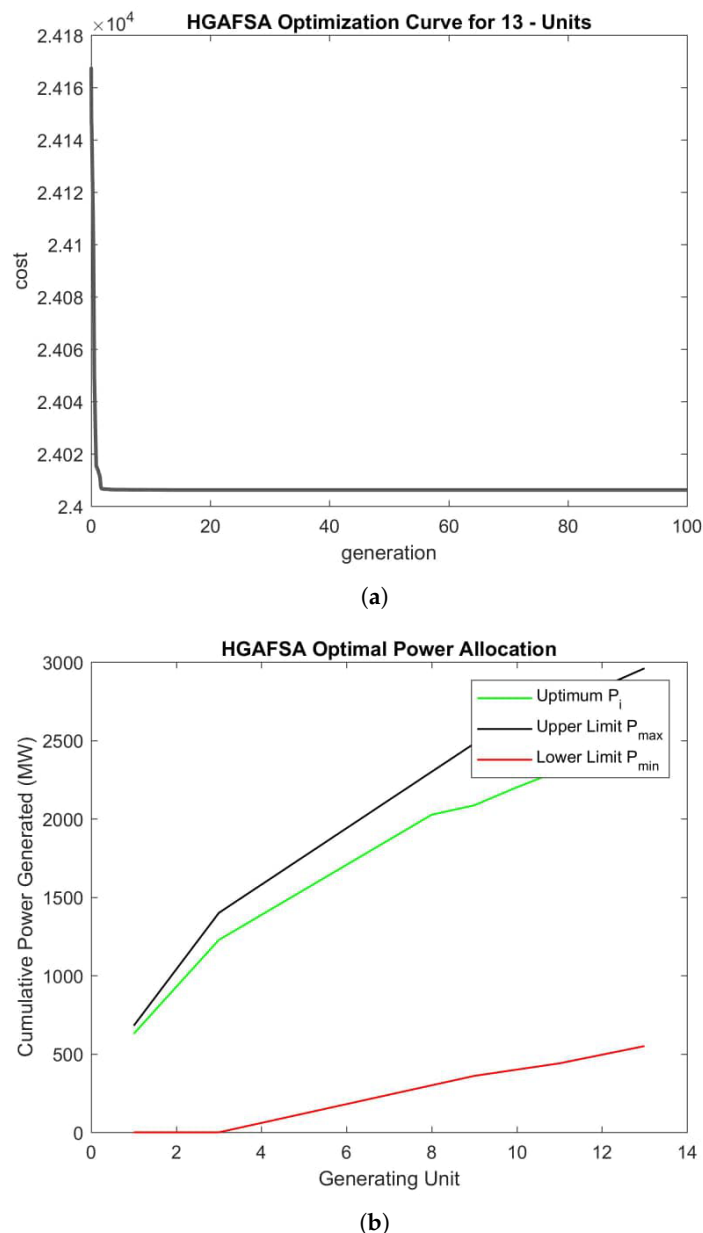 HGAFSA Optimization Curve for 13 - Units
×10⁴
2.418
2.416
2.414
2.412
2.41
2.408
2.406
2.404
2.402
2.4
cost
0 20 40 60 80 100
generation
(a)
HGAFSA Optimal Power Allocation
3000
2500
2000
1500
1000
500
0
Cumulative Power Generated (MW)
Uptimum P_i
Upper Limit P_max
Lower Limit P_min
0 2 4 6 8 10 12 14
Generating Unit
(b)